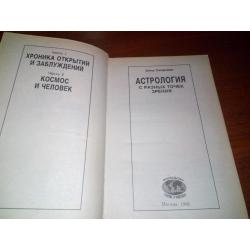 Часть 1
ХРОНИКА ОТКРЫТИЙ
И ЗАБЛУЖДЕНИЙ
Часть 2
КОСМОС
И ЧЕЛОВЕК
АСТРОЛОГИЯ
С РАЗНЫХ ТОЧЕК
ЗРЕНИЯ
Москва